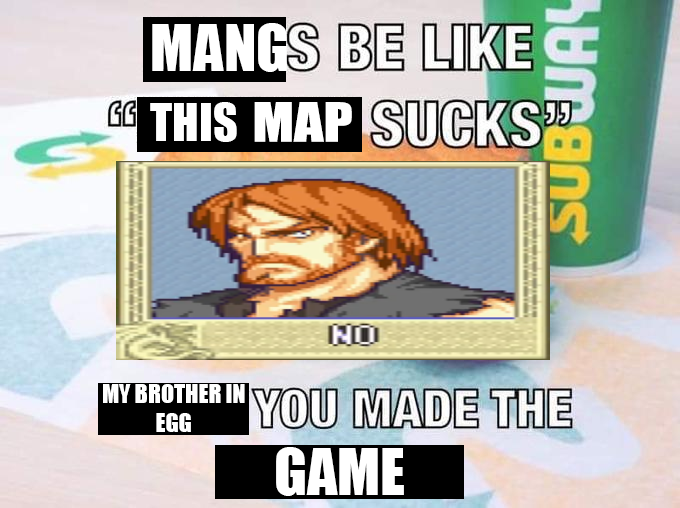 MANGS BE LIKE
"THIS MAP SUCKS"
SUBWAY
NO
MY BROTHER IN
EGG
YOU MADE THE
GAME